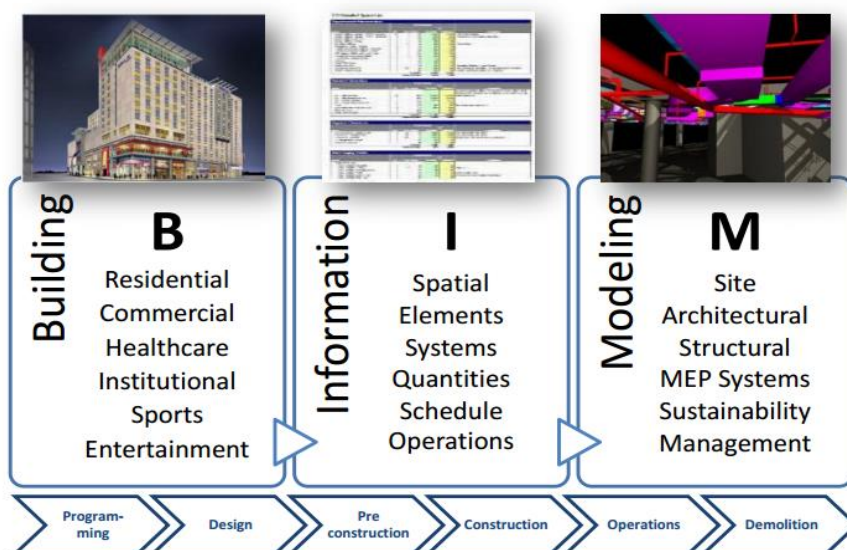 Building
B
Residential
Commercial
Healthcare
Institutional
Sports
Entertainment
Information
I
Spatial
Elements
Systems
Quantities
Schedule
Operations
Modeling
M
Site
Architectural
Structural
MEP Systems
Sustainability
Management
Program-
ming
Design
Pre
construction
Construction
Operations
Demolition